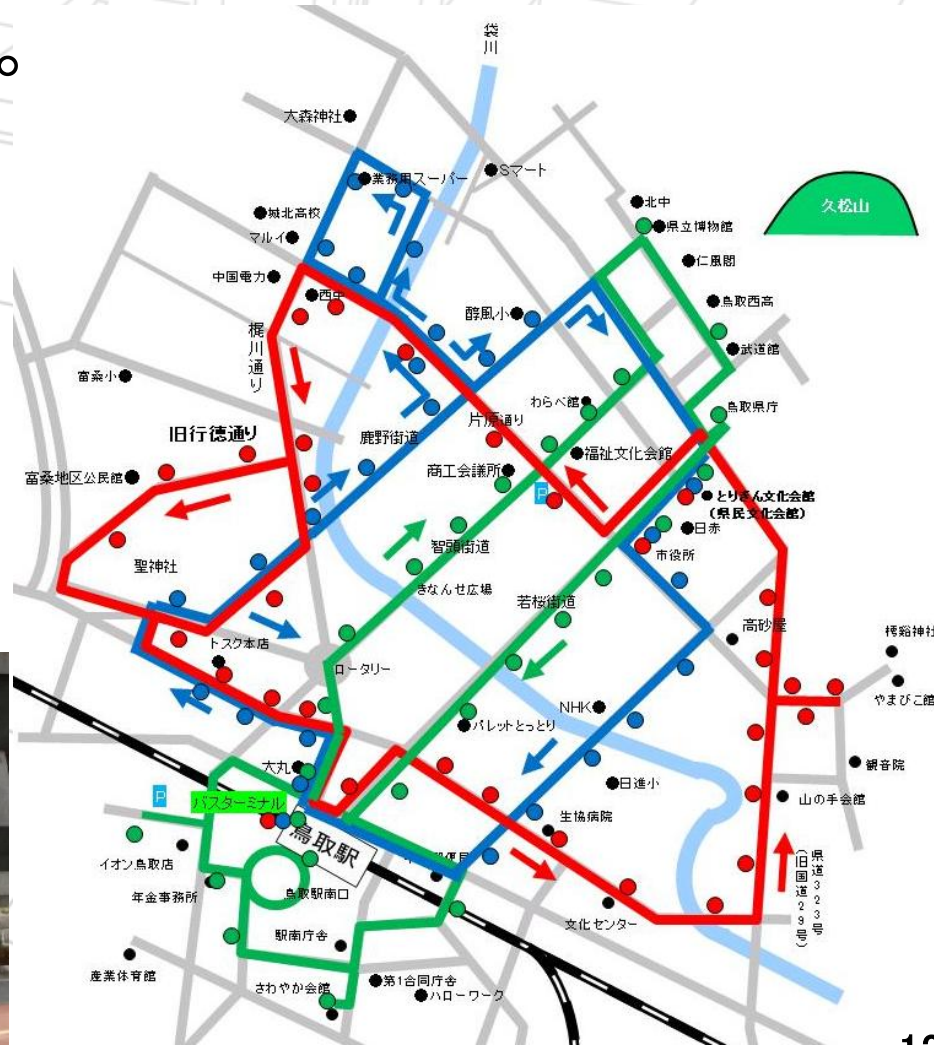 袋川
大森神社
業務用スーパー
Sマート
城北高校
マルイ
北中
県立博物館
久松山
中国電力
西中
仁風閣
醇風小
鳥取西高
梶川通り
武道館
富桑小
わらべ館
鳥取県庁
片原通り
旧行徳通り
鹿野街道
福祉文化会館
商工会議所
富桑地区公民館
P
とりぎん文化会館
(県民文化会館)
日赤
智頭街道
市役所
聖神社
きなんせ広場
若桜街道
高砂屋
トスク本店
ロータリー
やまびこ館
NHK
パレットとっとり
大丸
観音院
日進小
P
バスターミナル
山の手会館
生協病院
鳥取駅
イオン鳥取店
県道323号
(旧国道29号)
年金事務所
鳥取駅南口
文化センター
駅南庁舎
産業体育館
さわやか会館
第1合同庁舎
ハローワーク